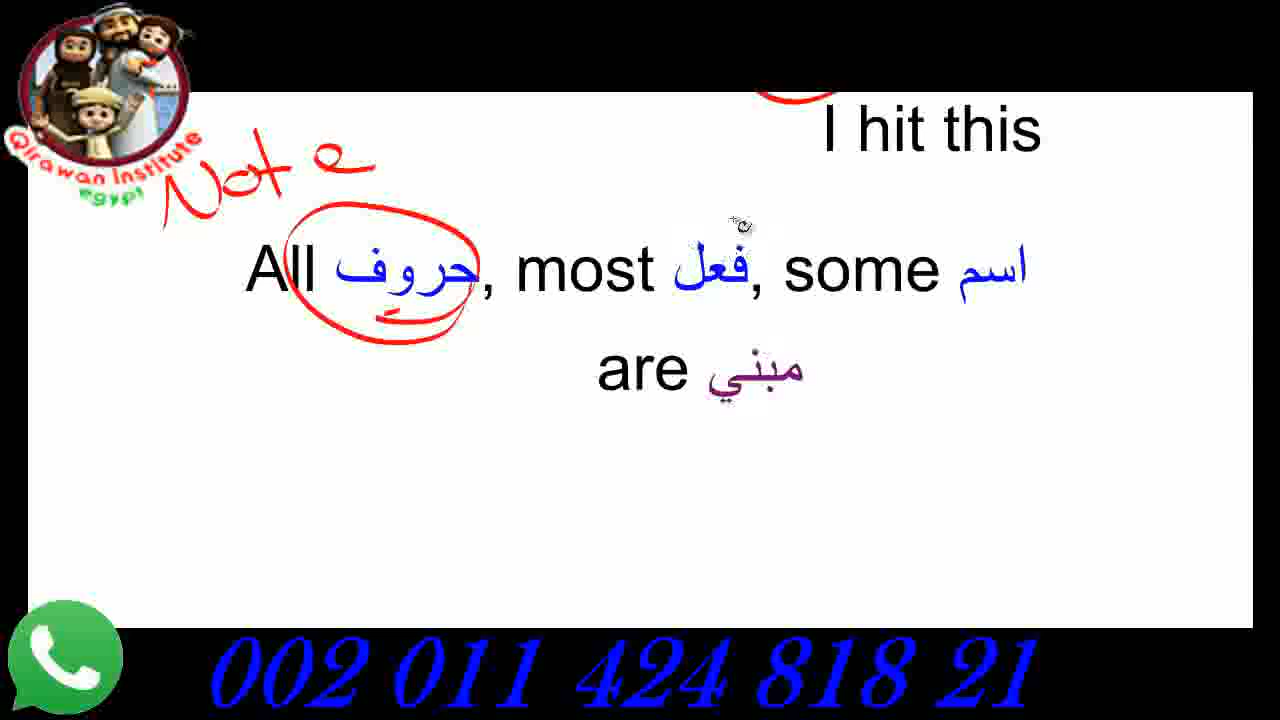 Qirawan Institute
egypt
I hit this
Note
All حروف, most فعل, some اسم
are مبني
002 011 424 818 21